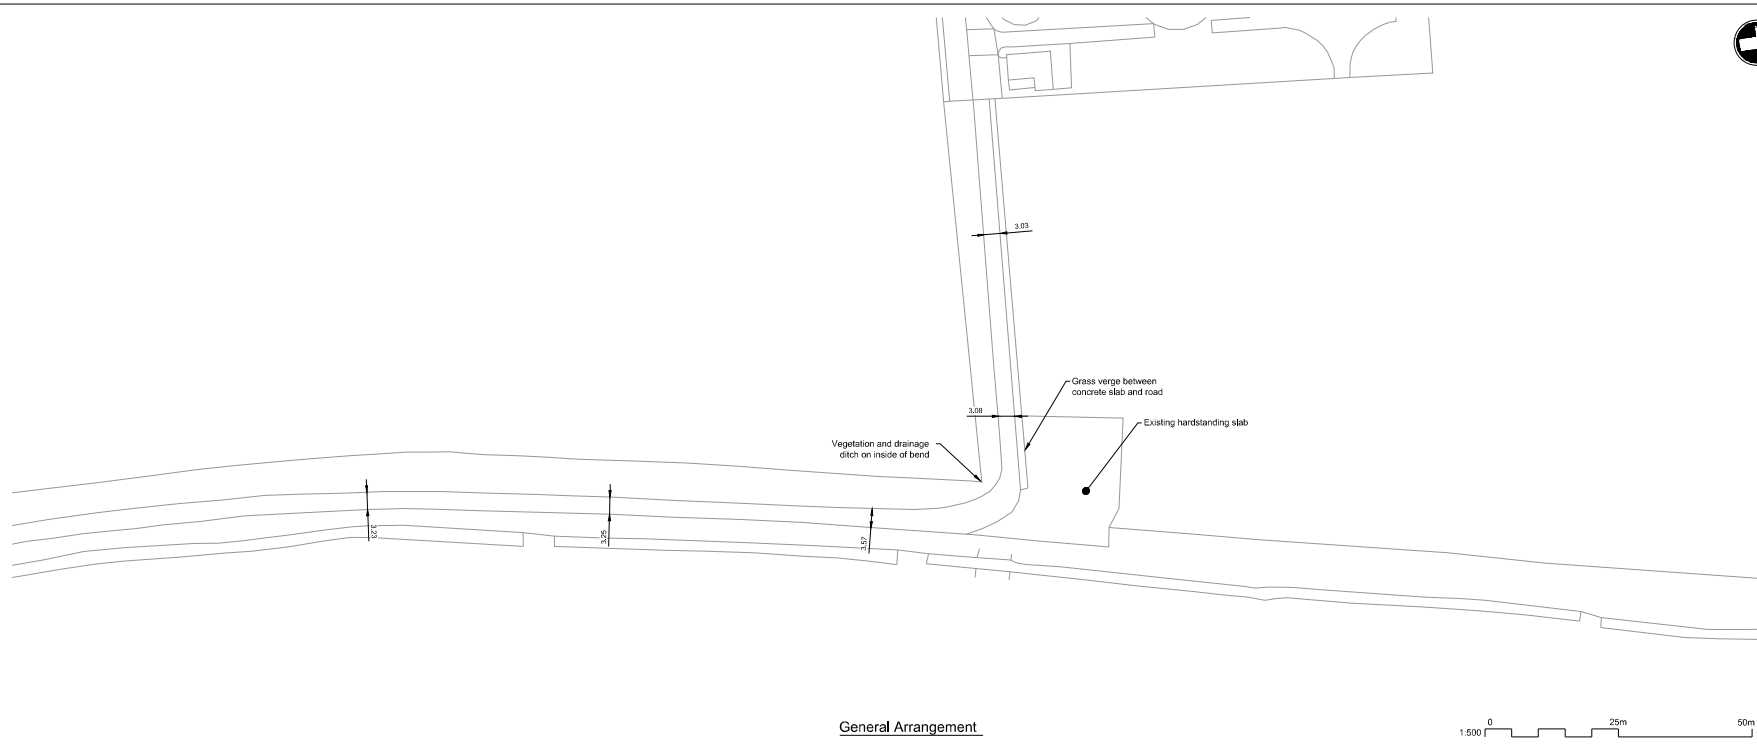 3.03
Grass verge between
concrete slab and road
3.08
Existing hardstanding slab
Vegetation and drainage
ditch on inside of bend
3.23
3.25
3.57
General Arrangement
1:500
0
25m
50m